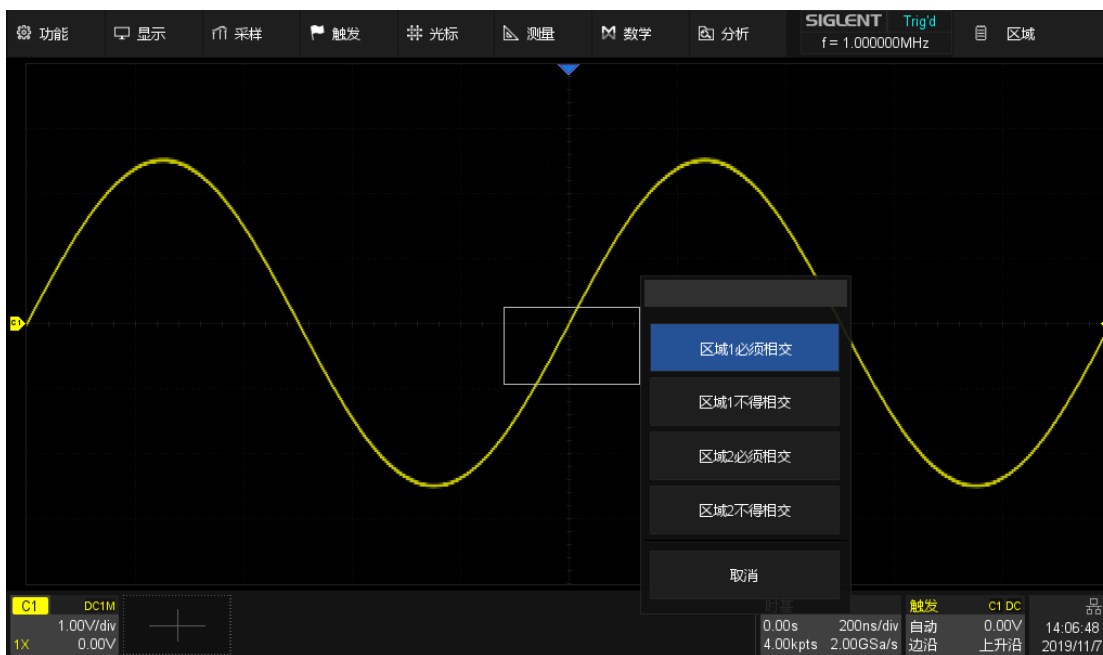 功能
显示
采样
触发
光标
测量
数学
分析
SIGLENT Trig'd
f = 1.000000MHz
区域
C1
区域1必须相交
区域1不得相交
区域2必须相交
区域2不得相交
取消
C1 DC1M
1.00V/div
1X 0.00V
时基
0.00s 200ns/div
4.00kpts 2.00GSa/s
触发 C1 DC
自动 0.00V
边沿 上升沿
14:06:48
2019/11/7